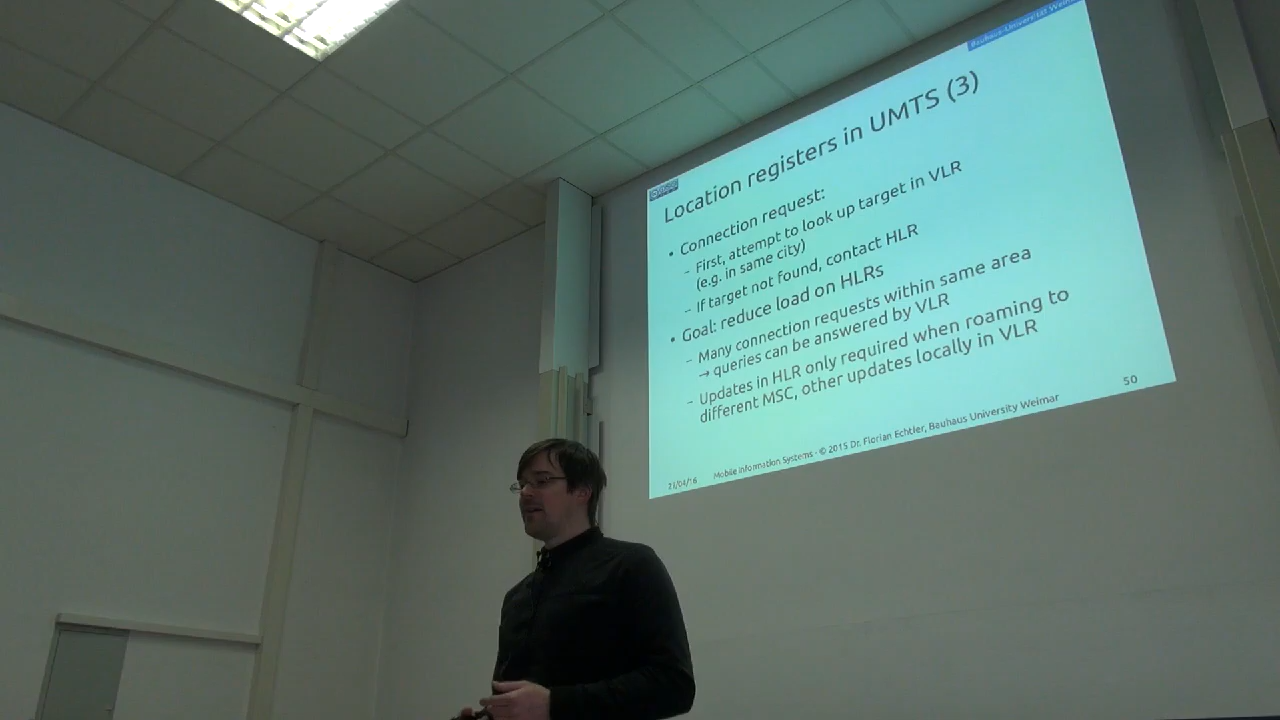 Bauhaus-Universität Weimar
Location registers in UMTS (3)
• Connection request:
– First, attempt to look up target in VLR
(e.g. in same city)
– If target not found, contact HLR
• Goal: reduce load on HLRs
– Many connection requests within same area
→ queries can be answered by VLR
– Updates in HLR only required when roaming to
different MSC, other updates locally in VLR
Mobile Information Systems - © 2015 Dr. Florian Echtler, Bauhaus University Weimar
50